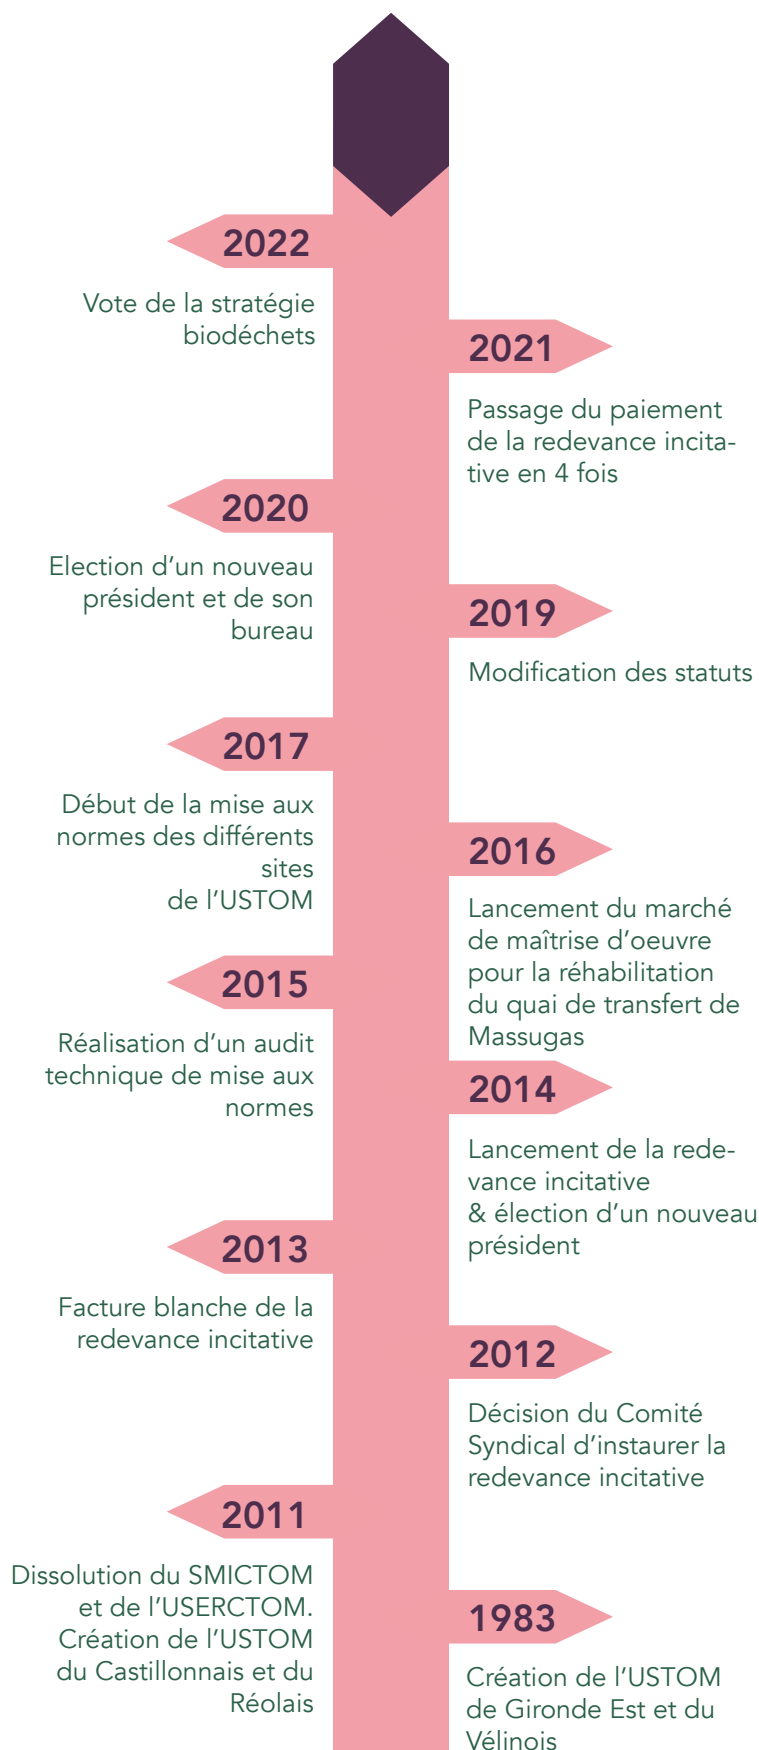 2022
Vote de la stratégie
biodéchets
2021
Passage du paiement
de la redevance incita-
tive en 4 fois
2020
Election d’un nouveau
président et de son
bureau
2019
Modification des statuts
2017
Début de la mise aux
normes des différents
sites
de l’USTOM
2016
Lancement du marché
de maîtrise d’oeuvre
pour la réhabilitation
du quai de transfert de
Massugas
2015
Réalisation d’un audit
technique de mise aux
normes
2014
Lancement de la rede-
vance incitative
& élection d’un nouveau
président
2013
Facture blanche de la
redevance incitative
2012
Décision du Comité
Syndical d’instaurer la
redevance incitative
2011
Dissolution du SMICTOM
et de l’USERCTOM.
Création de l’USTOM
du Castillonnais et du
Réolais
1983
Création de l’USTOM
de Gironde Est et du
Vélinois